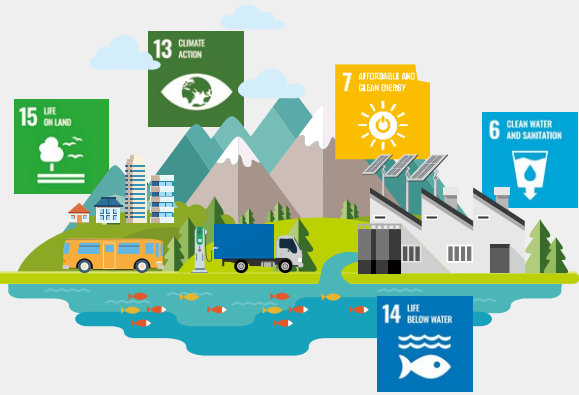 13 CLIMATE
ACTION
7 AFFORDABLE AND
CLEAN ENERGY
15 LIFE
ON LAND
6 CLEAN WATER
AND SANITATION
14 LIFE
BELOW WATER